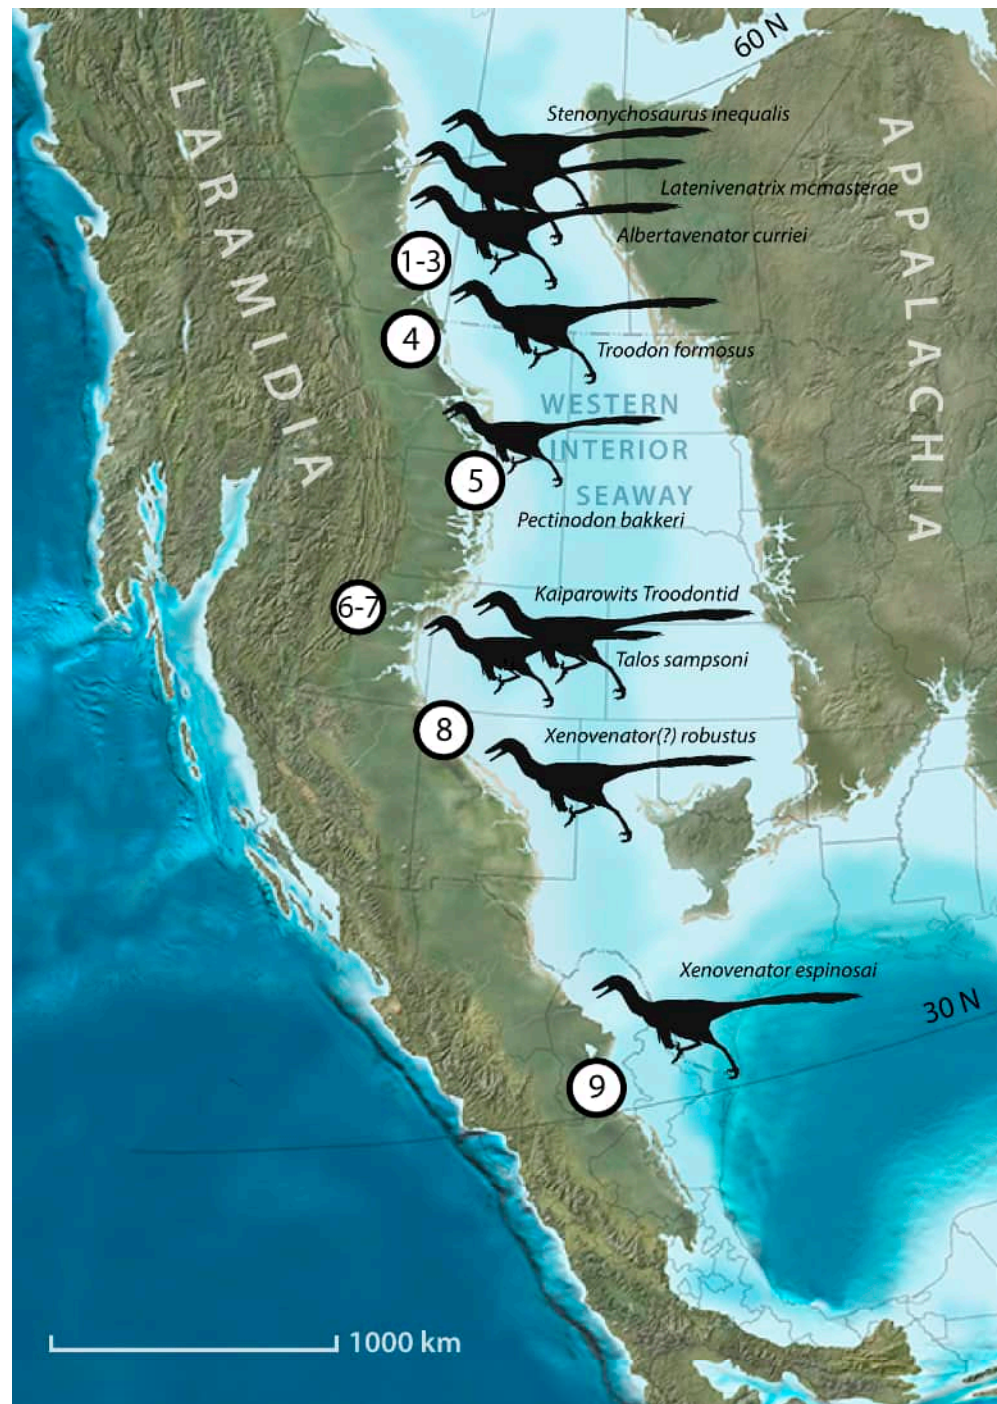 60 N
LARAMIDIA
APPALACHIA
Stenonychosaurus inequalis
Latenivenatrix mcmasterae
Albertavenator curriei
1-3
4
Troodon formosus
WESTERN
INTERIOR
SEAWAY
5
Pectinodon bakkeri
6-7
Kaiparowits Troodontid
Talos sampsoni
8
Xenovenator(?) robustus
Xenovenator espinosai
30 N
9
1000 km